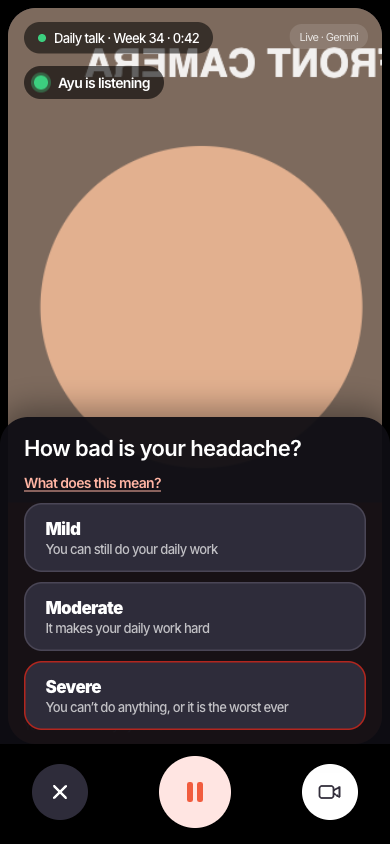 Daily talk · Week 34 · 0:42
Live · Gemini
FRONT CAMERA
Ayu is listening
How bad is your headache?
What does this mean?
Mild
You can still do your daily work
Moderate
It makes your daily work hard
Severe
You can't do anything, or it is the worst ever